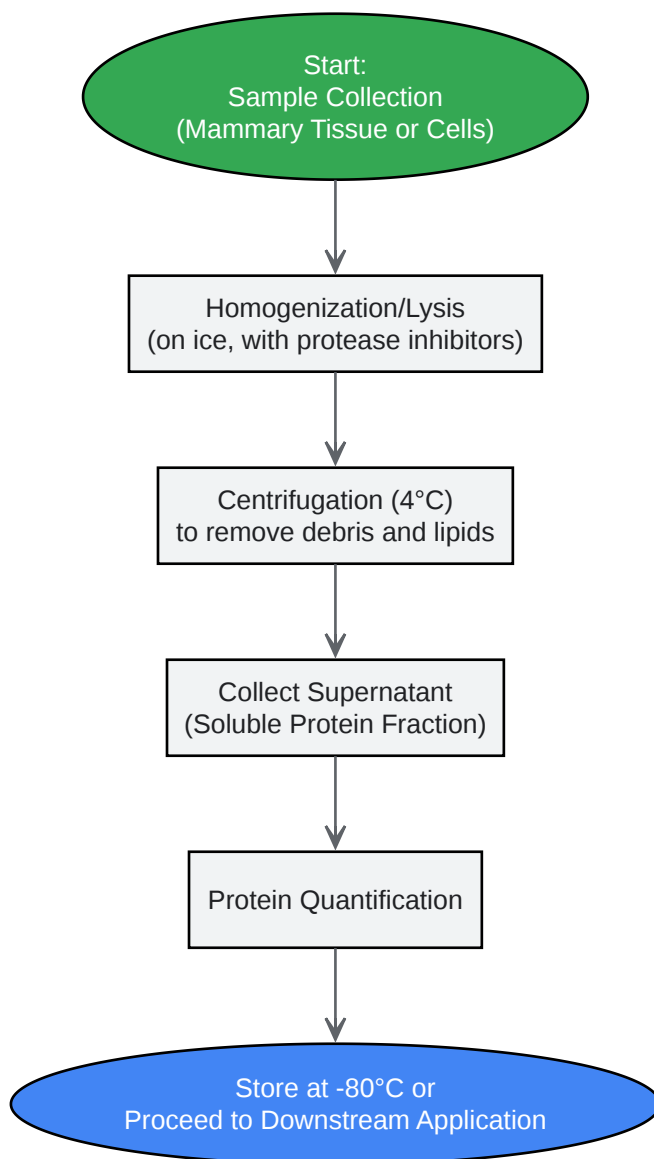 Start:
Sample Collection
(Mammary Tissue or Cells)
Homogenization/Lysis
(on ice, with protease inhibitors)
Centrifugation (4°C)
to remove debris and lipids
Collect Supernatant
(Soluble Protein Fraction)
Protein Quantification
Store at -80°C or
Proceed to Downstream Application